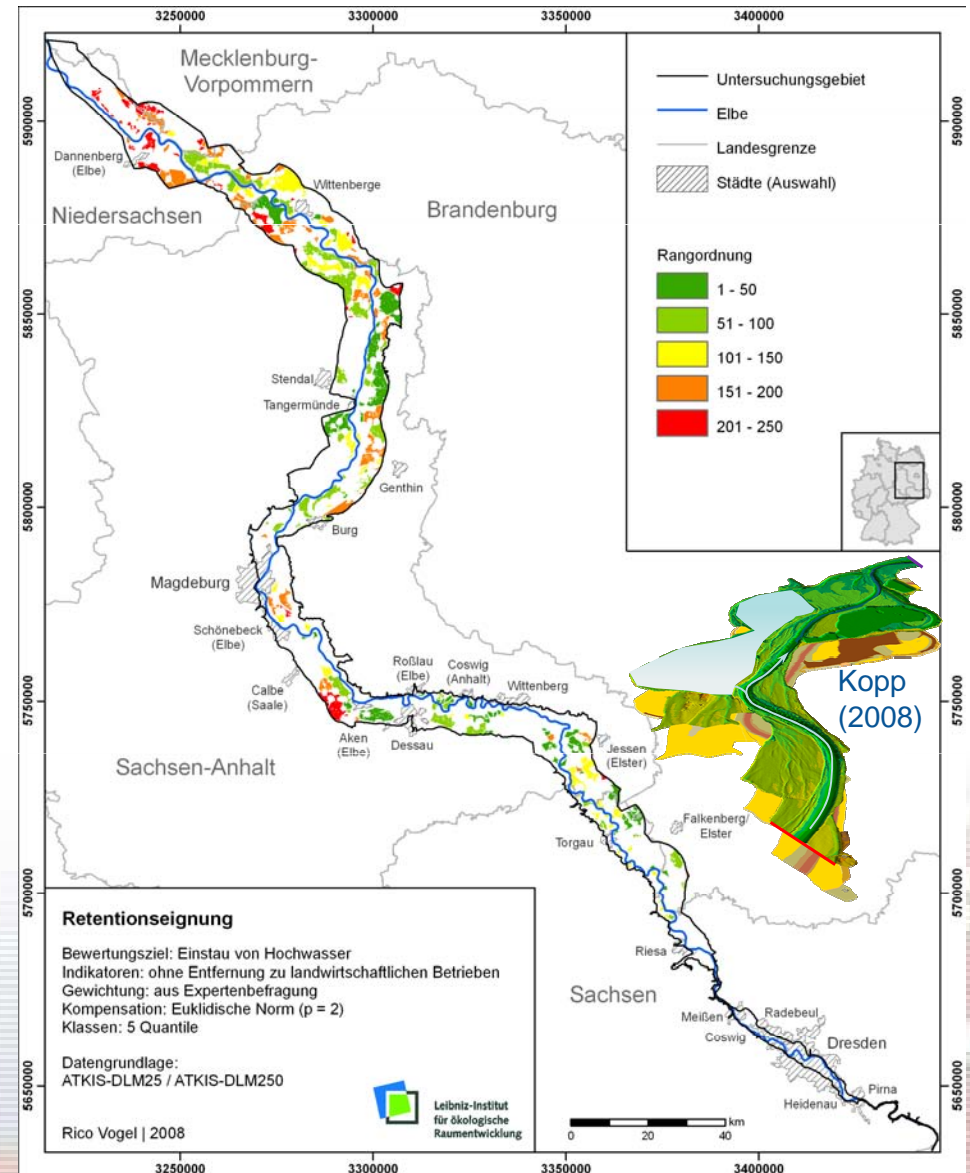 3250000
3300000
3350000
3400000
5900000
5850000
5800000
5750000
5700000
5650000
Mecklenburg-
Vorpommern
Dannenberg
(Elbe)
Niedersachsen
Wittenberge
Brandenburg
Stendal
Tangermünde
Genthin
Burg
Magdeburg
Schönebeck
(Elbe)
Calbe
(Saale)
Aken
(Elbe)
Roßlau
(Elbe)
Dessau
Coswig
(Anhalt)
Wittenberg
Jessen
(Elster)
Sachsen-Anhalt
Falkenberg/
Elster
Torgau
Riesa
Sachsen
Meißen
Coswig
Radebeul
Dresden
Heidenau
Pirna
Untersuchungsgebiet
Elbe
Landesgrenze
Städte (Auswahl)
Rangordnung
1 - 50
51 - 100
101 - 150
151 - 200
201 - 250
Kopp
(2008)
Retentionseignung
Bewertungsziel: Einstau von Hochwasser
Indikatoren: ohne Entfernung zu landwirtschaftlichen Betrieben
Gewichtung: aus Expertenbefragung
Kompensation: Euklidische Norm (p = 2)
Klassen: 5 Quantile
Datengrundlage:
ATKIS-DLM25 / ATKIS-DLM250
Rico Vogel | 2008
Leibniz-Institut
für ökologische
Raumentwicklung
km
0 20 40
5900000
5850000
5800000
5750000
5700000
5650000
3250000
3300000
3350000
3400000